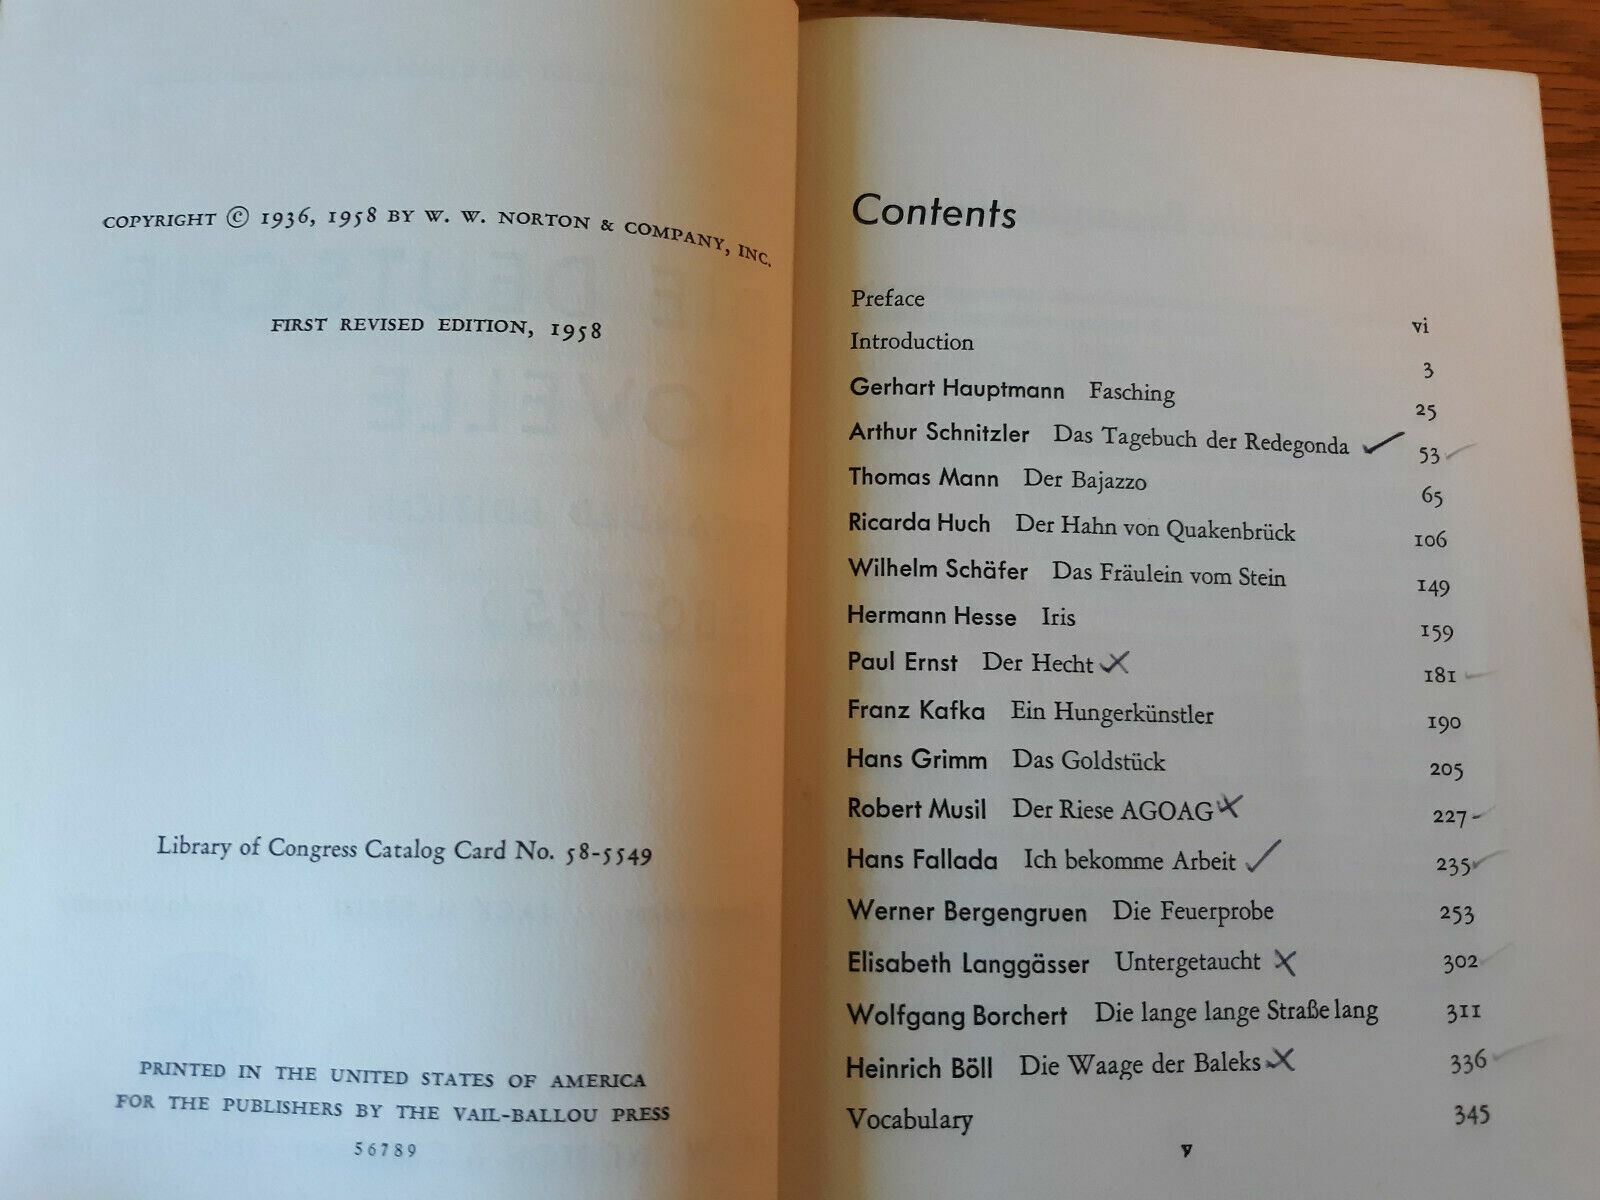 COPYRIGHT © 1936, 1958 BY W. W. NORTON & COMPANY, INC.
FIRST REVISED EDITION, 1958
Library of Congress Catalog Card No. 58-5549
PRINTED IN THE UNITED STATES OF AMERICA
FOR THE PUBLISHERS BY THE VAIL-BALLOU PRESS
56789
Contents
Preface vi
Introduction 3
Gerhart Hauptmann Fasching 25
Arthur Schnitzler Das Tagebuch der Redegonda 53
Thomas Mann Der Bajazzo 65
Ricarda Huch Der Hahn von Quakenbrück 106
Wilhelm Schäfer Das Fräulein vom Stein 149
Hermann Hesse Iris 159
Paul Ernst Der Hecht 181
Franz Kafka Ein Hungerkünstler 190
Hans Grimm Das Goldstück 205
Robert Musil Der Riese AGOAG 227
Hans Fallada Ich bekomme Arbeit 235
Werner Bergengruen Die Feuerprobe 253
Elisabeth Langgässer Untergetaucht 302
Wolfgang Borchert Die lange lange Straße lang 311
Heinrich Böll Die Waage der Baleks 336
Vocabulary 345
v